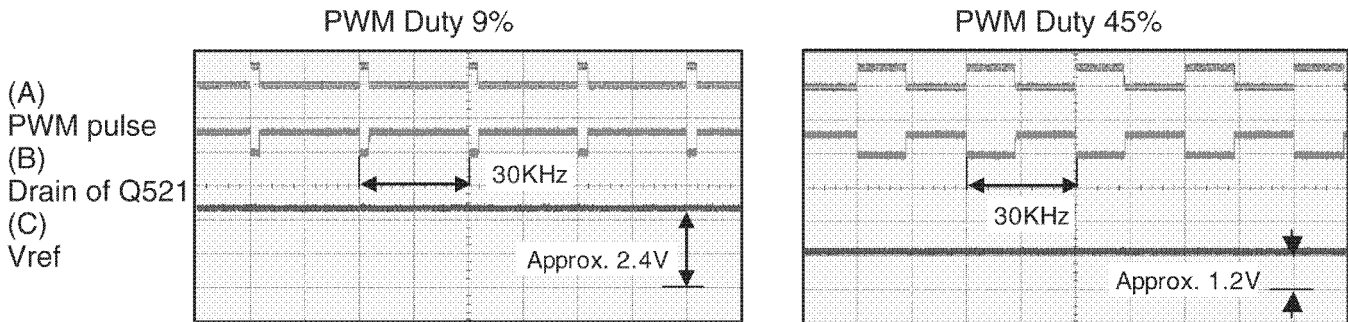 PWM Duty 9%
PWM Duty 45%
(A)
PWM pulse
(B)
Drain of Q521
(C)
Vref
30KHz
Approx. 2.4V
30KHz
Approx. 1.2V